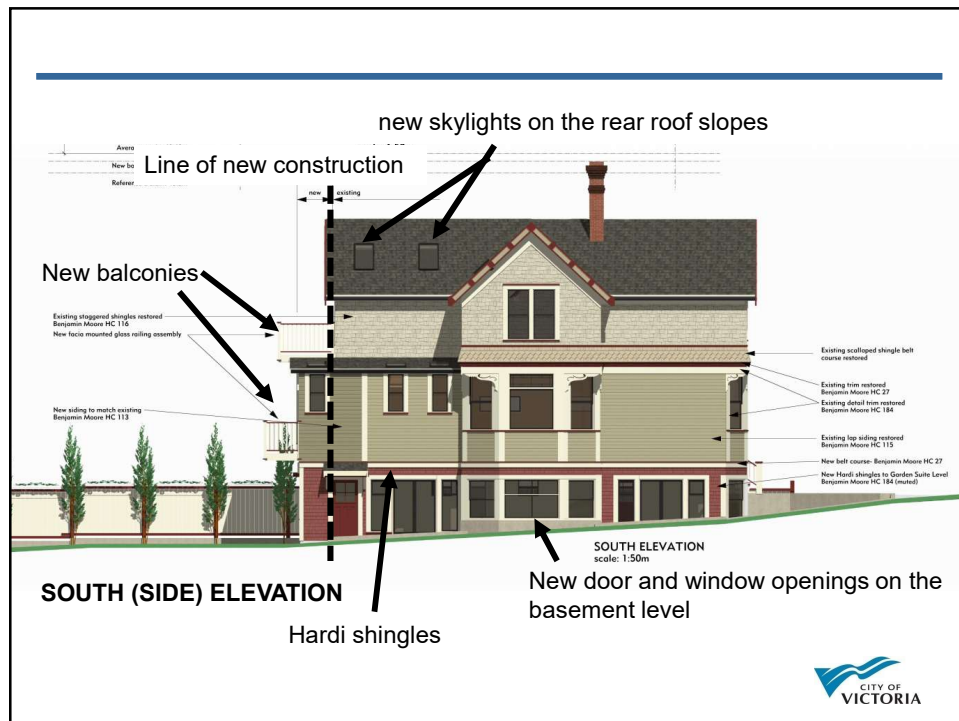 new skylights on the rear roof slopes
Avera
New ba
Refere
Line of new construction
new
existing
New balconies
Existing staggered shingles restored
Benjamin Moore HC 116
New facia mounted glass railing assembly
New siding to match existing
Benjamin Moore HC 113
Existing scalloped shingle belt
course restored
Existing trim restored
Benjamin Moore HC 27
Existing detail trim restored
Benjamin Moore HC 184
Existing lap siding restored
Benjamin Moore HC 115
New belt course- Benjamin Moore HC 27
New Hardi shingles to Garden Suite Level
Benjamin Moore HC 184 (muted)
SOUTH ELEVATION
scale: 1:50m
New door and window openings on the
basement level
SOUTH (SIDE) ELEVATION
Hardi shingles
CITY OF
VICTORIA